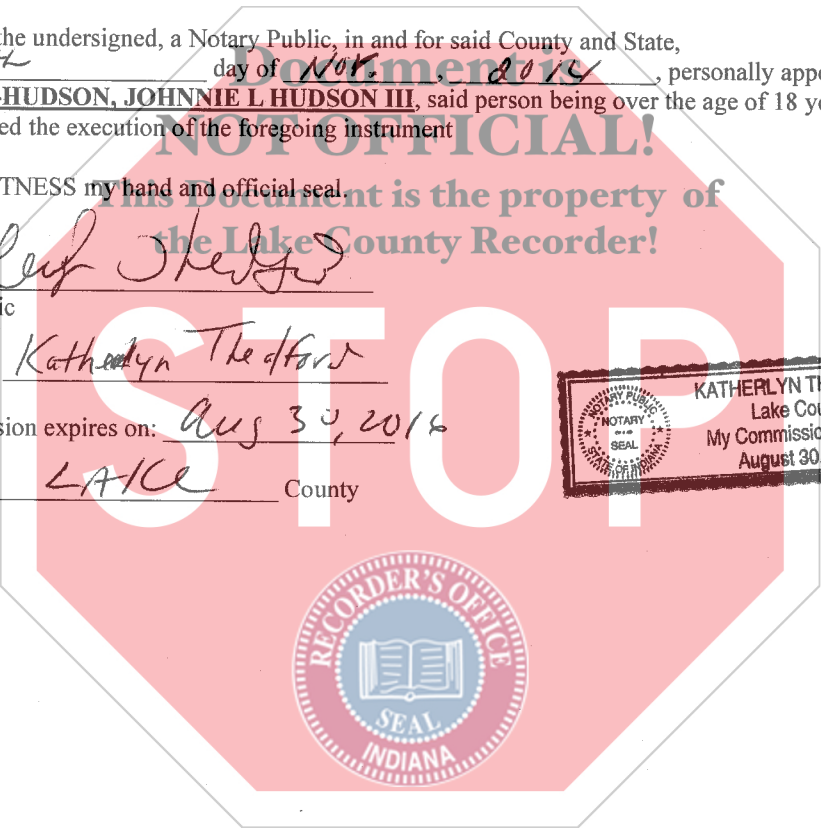 the undersigned, a Notary Public, in and for said County and State,
day of Nov. , 2014, personally appe
-HUDSON, JOHNNIE L HUDSON III, said person being over the age of 18 ye
ed the execution of the foregoing instrument
Document is
NOT OFFICIAL!
This Document is the property of
the Lake County Recorder!
TNESS my hand and official seal.
ic
Katherlyn Thedford
sion expires on: Aug 30, 2016
LAKE County
STOP
NOTARY PUBLIC
NOTARY
SEAL
STATE OF INDIANA
KATHERLYN TH
Lake Cou
My Commissio
August 30,
RECORDER'S OFFICE
SEAL
INDIANA